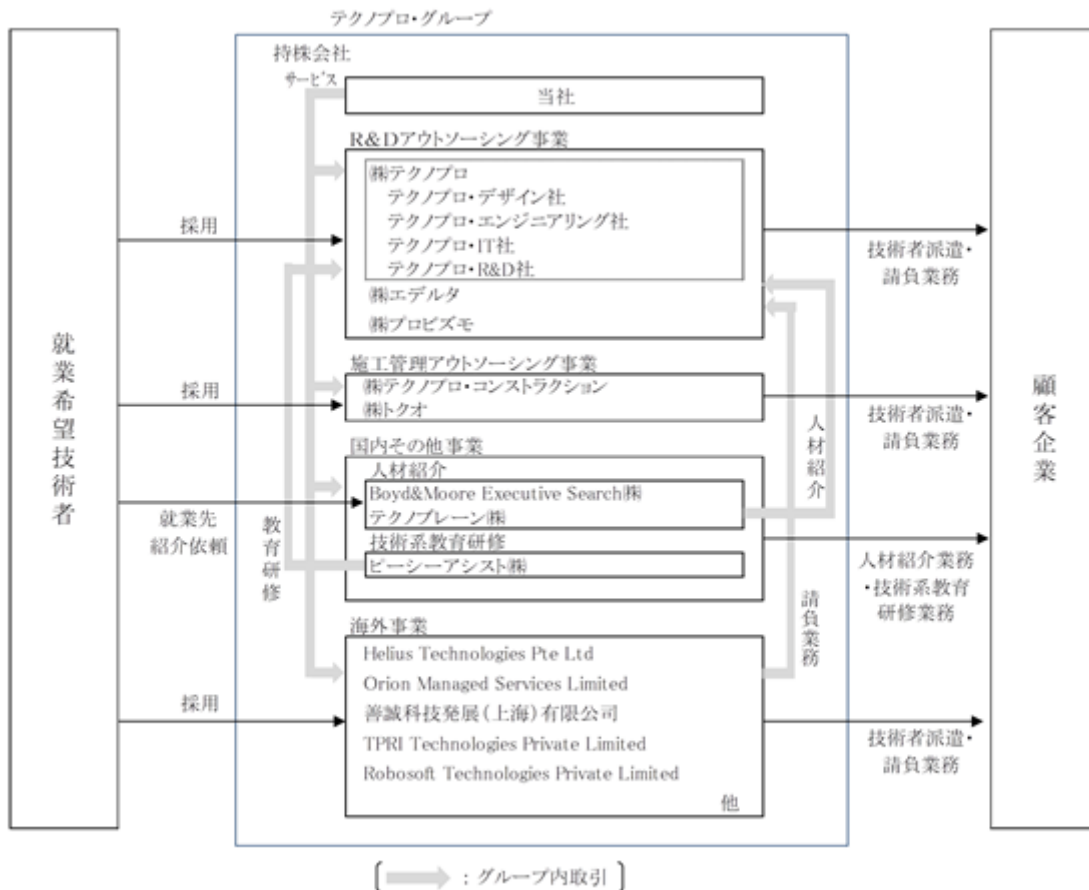 テクノプロ・グループ
持株会社
サービス
当社
R&Dアウトソーシング事業
㈱テクノプロ
テクノプロ・デザイン社
テクノプロ・エンジニアリング社
テクノプロ・IT社
テクノプロ・R&D社
㈱エデルタ
㈱プロビズモ
採用
技術者派遣・
請負業務
施工管理アウトソーシング事業
㈱テクノプロ・コンストラクション
㈱トクオ
採用
技術者派遣・
請負業務
就業希望技術者
顧客企業
人材紹介
国内その他事業
人材紹介
Boyd&Moore Executive Search㈱
テクノブレーン㈱
技術系教育研修
ピーシーアシスト㈱
就業先
紹介依頼
教育研修
人材紹介業務
・技術系教育
研修業務
請負業務
海外事業
Helius Technologies Pte Ltd
Orion Managed Services Limited
善誠科技発展(上海)有限公司
TPRI Technologies Private Limited
Robosoft Technologies Private Limited
他
採用
技術者派遣・
請負業務
:グループ内取引